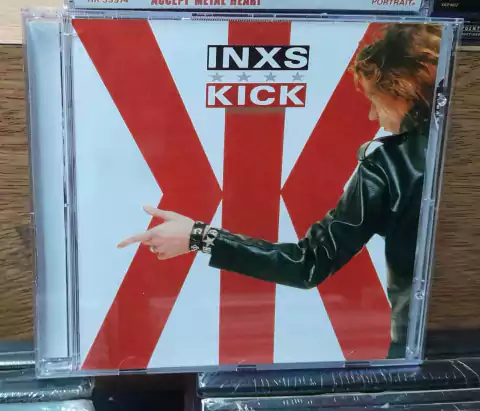 ACCEPT METAL HEART
PORTRAIT
INXS
KICK